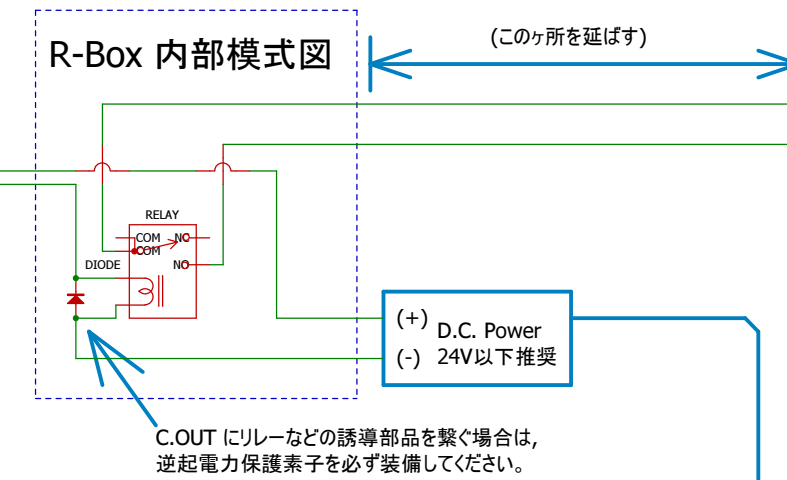 (このヶ所を延ばす)
R-Box 内部模式図
RELAY
COM NC
COM
DIODE
NO
(+)
D.C. Power
(-) 24V以下推奨
C.OUT にリレーなどの誘導部品を繋ぐ場合は,
逆起電力保護素子を必ず装備してください。